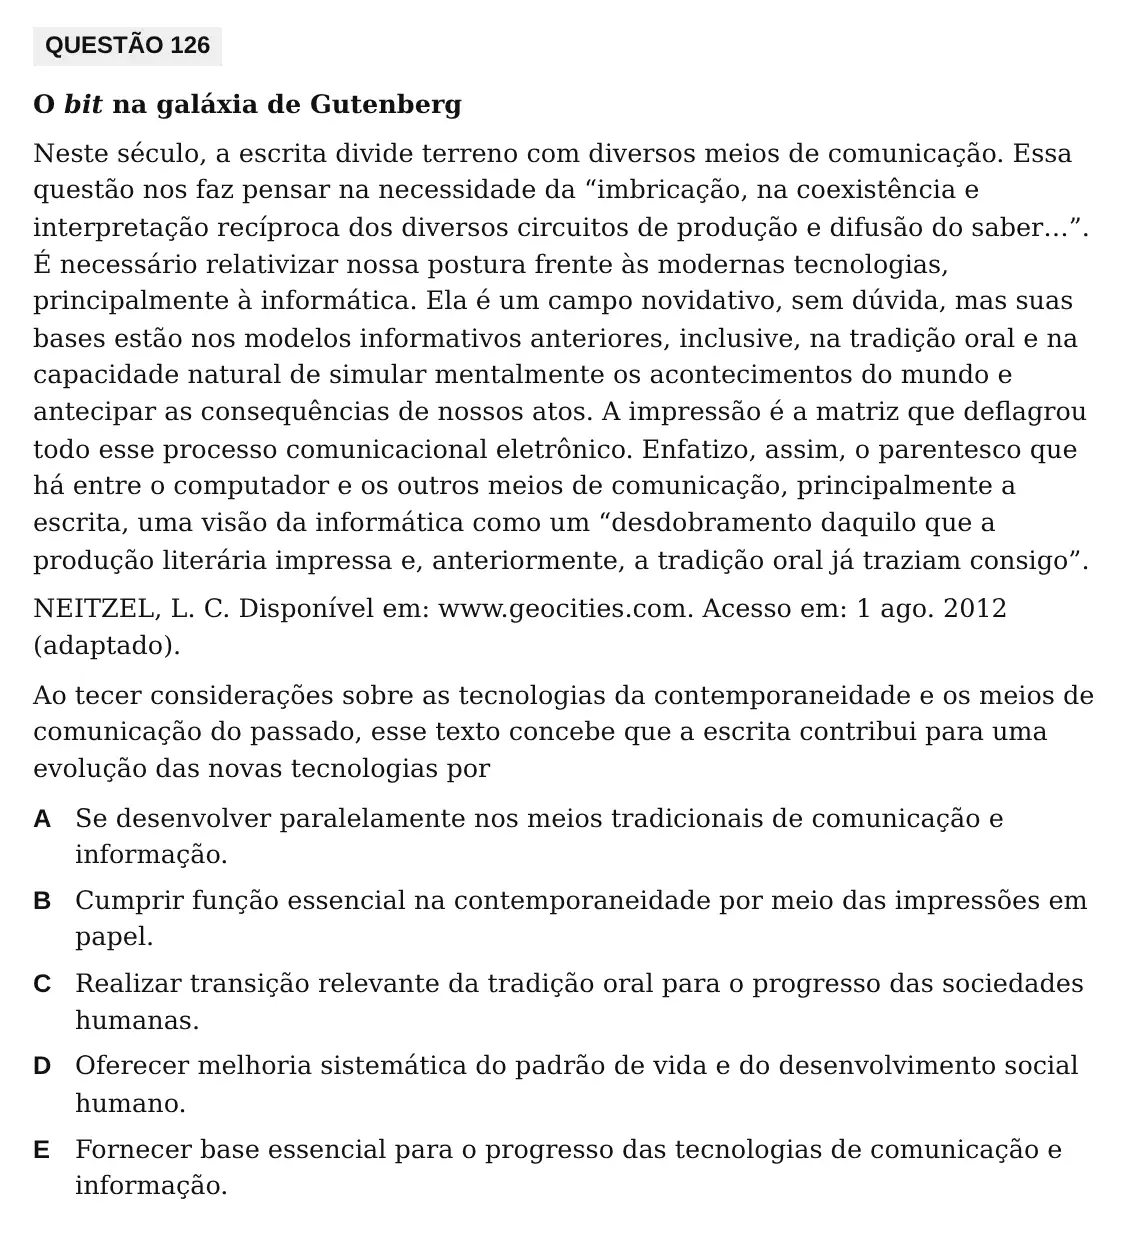 QUESTÃO 126
O bit na galáxia de Gutenberg
Neste século, a escrita divide terreno com diversos meios de comunicação. Essa
questão nos faz pensar na necessidade da “imbricação, na coexistência e
interpretação recíproca dos diversos circuitos de produção e difusão do saber…”.
É necessário relativizar nossa postura frente às modernas tecnologias,
principalmente à informática. Ela é um campo novidativo, sem dúvida, mas suas
bases estão nos modelos informativos anteriores, inclusive, na tradição oral e na
capacidade natural de simular mentalmente os acontecimentos do mundo e
antecipar as consequências de nossos atos. A impressão é a matriz que deflagrou
todo esse processo comunicacional eletrônico. Enfatizo, assim, o parentesco que
há entre o computador e os outros meios de comunicação, principalmente a
escrita, uma visão da informática como um “desdobramento daquilo que a
produção literária impressa e, anteriormente, a tradição oral já traziam consigo”.
NEITZEL, L. C. Disponível em: www.geocities.com. Acesso em: 1 ago. 2012
(adaptado).
Ao tecer considerações sobre as tecnologias da contemporaneidade e os meios de
comunicação do passado, esse texto concebe que a escrita contribui para uma
evolução das novas tecnologias por
A Se desenvolver paralelamente nos meios tradicionais de comunicação e
informação.
B Cumprir função essencial na contemporaneidade por meio das impressões em
papel.
C Realizar transição relevante da tradição oral para o progresso das sociedades
humanas.
D Oferecer melhoria sistemática do padrão de vida e do desenvolvimento social
humano.
E Fornecer base essencial para o progresso das tecnologias de comunicação e
informação.